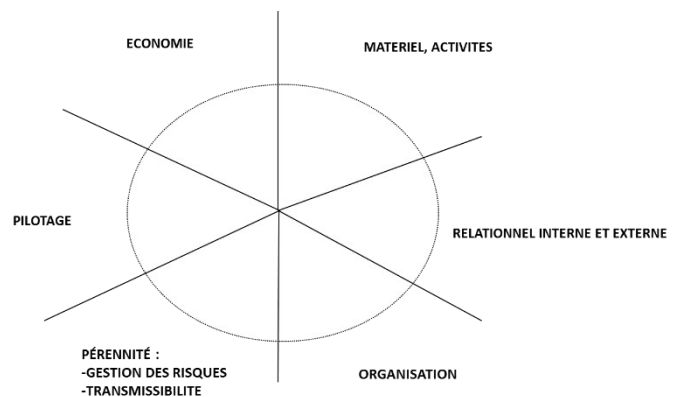 ECONOMIE
MATERIEL, ACTIVITES
PILOTAGE
RELATIONNEL INTERNE ET EXTERNE
PÉRENNITÉ :
-GESTION DES RISQUES
-TRANSMISSIBILITE
ORGANISATION